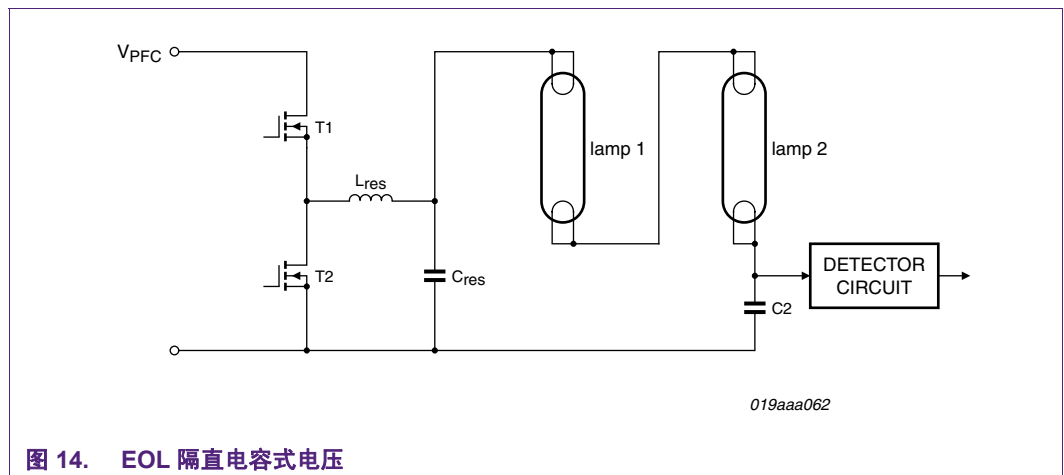 VPFC
T1
lamp 1
lamp 2
Lres
T2
Cres
DETECTOR
CIRCUIT
C2
019aaa062
图 14. EOL 隔直电容式电压